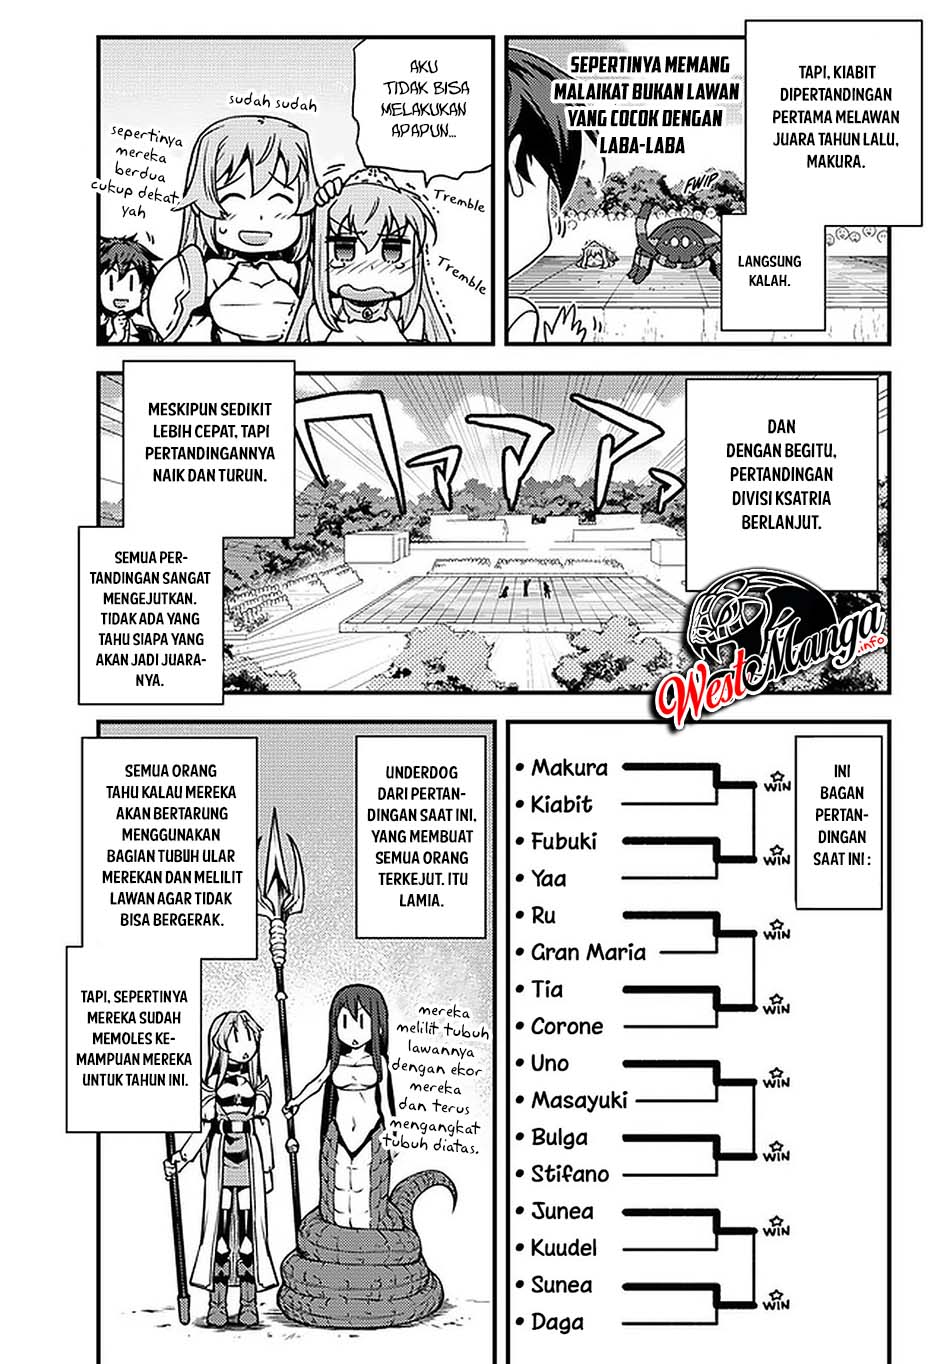 TAPI, KIABIT
DIPERTANDINGAN
PERTAMA MELAWAN
JUARA TAHUN LALU,
MAKURA.
SEPERTINYA MEMANG
MALAIKAT BUKAN LAWAN
YANG COCOK DENGAN
LABA-LABA
FWIP
LANGSUNG
KALAH.
AKU
TIDAK BISA
MELAKUKAN
APAPUN...
sudah sudah
sepertinya
mereka
berdua
cukup dekat,
yah
Tremble
Tremble
DAN
DENGAN BEGITU,
PERTANDINGAN
DIVISI KSATRIA
BERLANJUT.
ワァァァ
MESKIPUN SEDIKIT
LEBIH CEPAT, TAPI
PERTANDINGANNYA
NAIK DAN TURUN.
SEMUA PER-
TANDINGAN SANGAT
MENGEJUTKAN.
TIDAK ADA YANG
TAHU SIAPA YANG
AKAN JADI JUARA-
NYA.
WestManga
.info
INI
BAGAN
PERTAN-
DINGAN
SAAT INI :
• Makura
WIN
• Kiabit
• Fubuki
WIN
• Yaa
• Ru
WIN
• Gran Maria
• Tia
WIN
• Corone
• Uno
WIN
• Masayuki
• Bulga
WIN
• Stifano
• Junea
WIN
• Kuudel
• Sunea
WIN
• Daga
UNDERDOG
DARI PERTAN-
DINGAN SAAT INI,
YANG MEMBUAT
SEMUA ORANG
TERKEJUT. ITU
LAMIA.
SEMUA ORANG
TAHU KALAU MEREKA
AKAN BERTARUNG
MENGGUNAKAN
BAGIAN TUBUH ULAR
MEREKAN DAN MELILIT
LAWAN AGAR TIDAK
BISA BERGERAK.
TAPI, SEPERTINYA
MEREKA SUDAH
MEMOLES KE-
MAMPUAN MEREKA
UNTUK TAHUN INI.
mereka
melilit tubuh
lawannya
dengan ekor
mereka
dan terus
mengangkat
tubuh diatas.